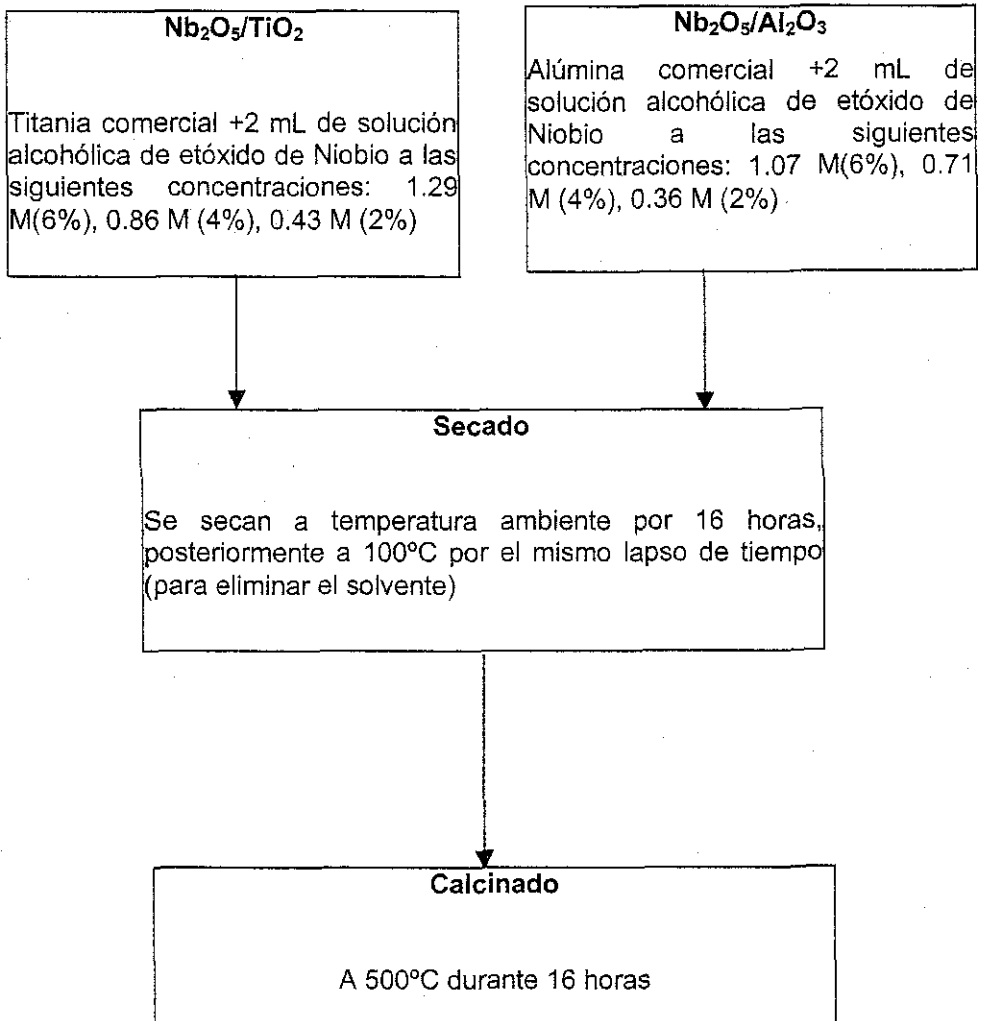 Nb₂O₅/TiO₂
Titania comercial +2 mL de solución
alcohólica de etóxido de Niobio a las
siguientes concentraciones: 1.29
M(6%), 0.86 M (4%), 0.43 M (2%)
Nb₂O₅/Al₂O₃
Alúmina comercial +2 mL de
solución alcohólica de etóxido de
Niobio a las siguientes
concentraciones: 1.07 M(6%), 0.71
M (4%), 0.36 M (2%)
Secado
Se secan a temperatura ambiente por 16 horas,
posteriormente a 100ºC por el mismo lapso de tiempo
(para eliminar el solvente)
Calcinado
A 500ºC durante 16 horas